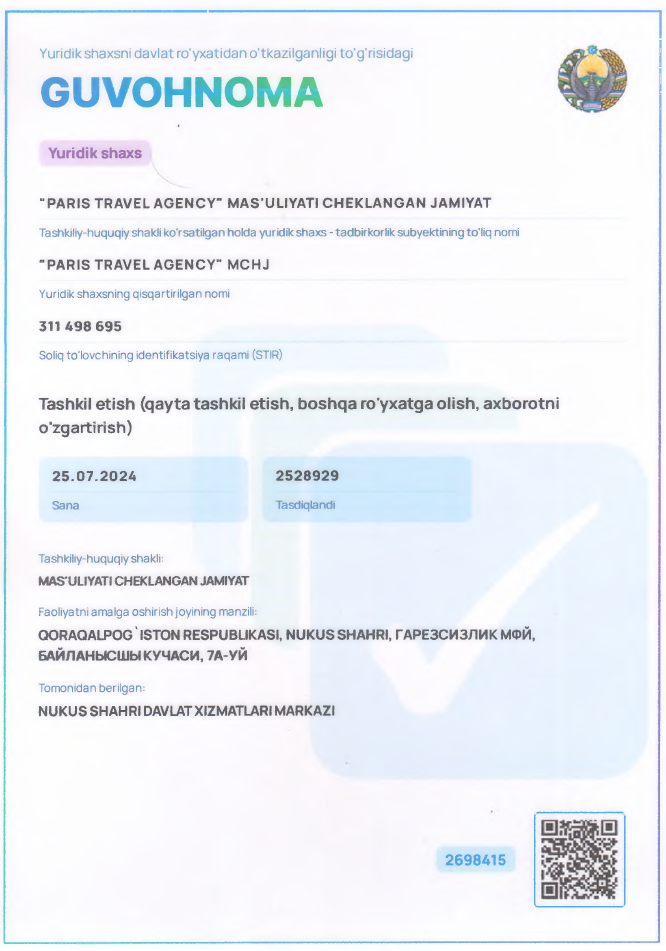 Yuridik shaxsni davlat ro'yxatidan o'tkazilganligi to'g'risidagi
GUVOHNOMA
Yuridik shaxs
"PARIS TRAVEL AGENCY" MAS'ULIYATI CHEKLANGAN JAMIYAT
Tashkiliy-huquqiy shakli ko'rsatilgan holda yuridik shaxs - tadbirkorlik subyektining to'liq nomi
"PARIS TRAVEL AGENCY" MCHJ
Yuridik shaxsning qisqartirilgan nomi
311 498 695
Soliq to'lovchining identifikatsiya raqami (STIR)
Tashkil etish (qayta tashkil etish, boshqa ro'yxatga olish, axborotni
o'zgartirish)
25.07.2024
Sana
2528929
Tasdiqlandi
Tashkiliy-huquqiy shakli:
MAS'ULIYATI CHEKLANGAN JAMIYAT
Faoliyatni amalga oshirish joyining manzili:
QORAQALPOG`ISTON RESPUBLIKASI, NUKUS SHAHRI, ГАРЕЗСИЗЛИК МФЙ,
БАЙЛАНЫСШЫ КУЧАСИ, 7А-УЙ
Tomonidan berilgan:
NUKUS SHAHRI DAVLAT XIZMATLARI MARKAZI
2698415